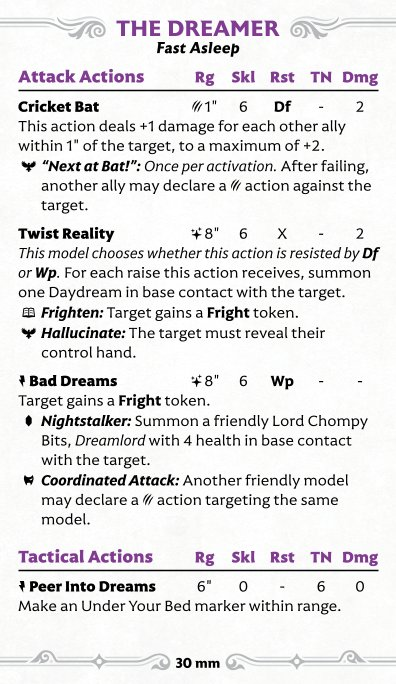 THE DREAMER
Fast Asleep
Attack Actions Rg Skl Rst TN Dmg
Cricket Bat 1" 6 Df - 2
This action deals +1 damage for each other ally
within 1" of the target, to a maximum of +2.
"Next at Bat!": Once per activation. After failing,
another ally may declare a action against the
target.
Twist Reality 8" 6 X - 2
This model chooses whether this action is resisted by Df
or Wp. For each raise this action receives, summon
one Daydream in base contact with the target.
Frighten: Target gains a Fright token.
Hallucinate: The target must reveal their
control hand.
Bad Dreams 8" 6 Wp - -
Target gains a Fright token.
Nightstalker: Summon a friendly Lord Chompy
Bits, Dreamlord with 4 health in base contact
with the target.
Coordinated Attack: Another friendly model
may declare a action targeting the same
model.
Tactical Actions Rg Skl Rst TN Dmg
Peer Into Dreams 6" 0 - 6 0
Make an Under Your Bed marker within range.
30 mm